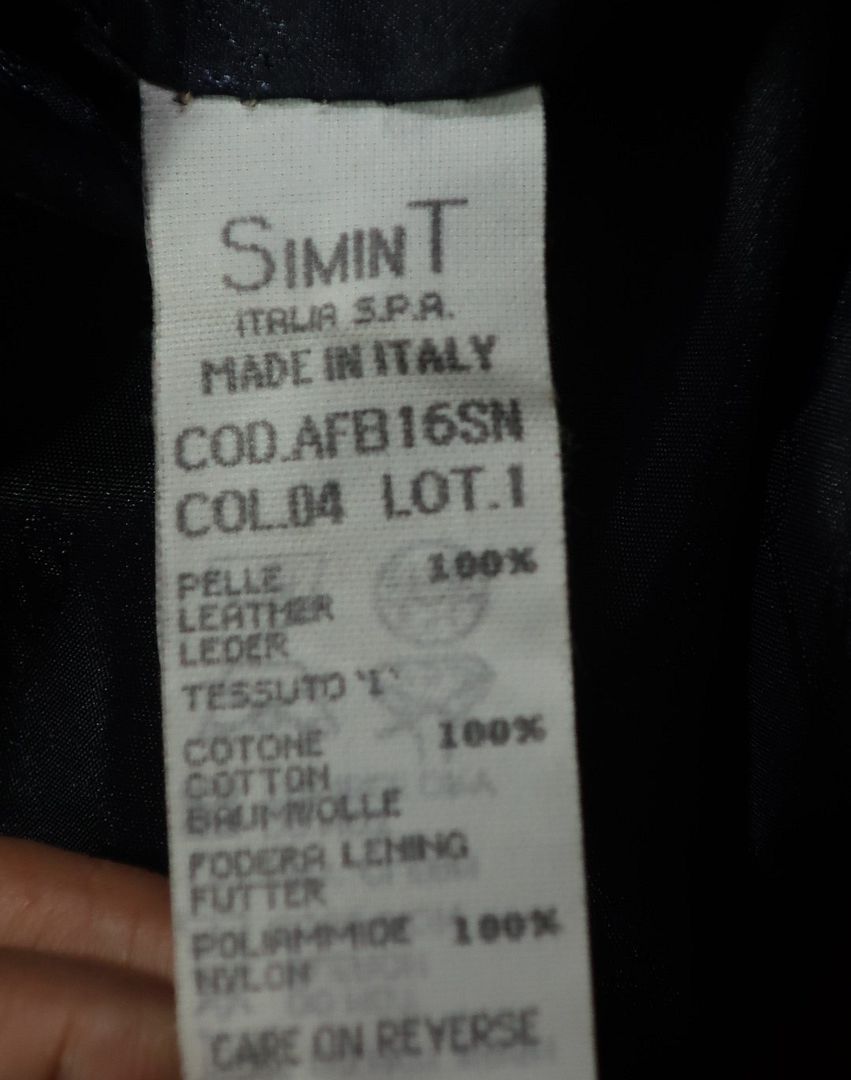 SIMINT
ITALIA S.P.A.
MADE IN ITALY
COD.AFB16SN
COL.04 LOT.1
PELLE 100%
LEATHER
LEDER
TESSUTO "1"
COTONE 100%
COTTON
BAUMWOLLE
FODERA LENING
FUTTER
POLIAMMIDE 100%
NYLON
CARE ON REVERSE